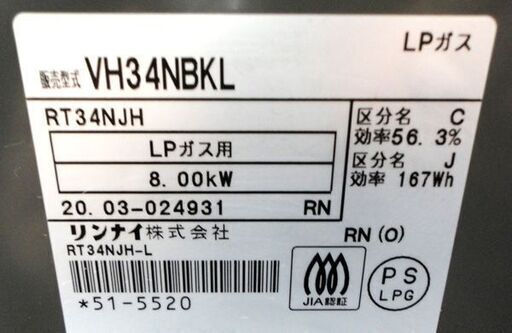 LPガス
販売型式 VH34NBKL
RT34NJH
LPガス用
8.00kW
20.03-024931 RN
区分名 C
効率56.3%
区分名 J
効率 167Wh
リンナイ株式会社 RN (O)
RT34NJH-L
*51-5520
JIA認証
PS
LPG